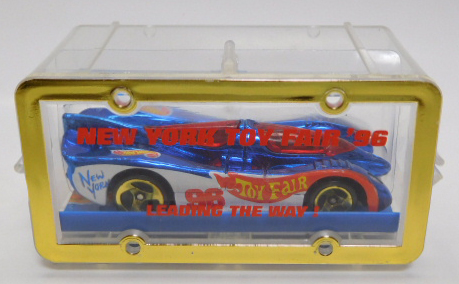 NEW YORK TOY FAIR '96
NEW YORK
TOY FAIR
96
LEADING THE WAY!